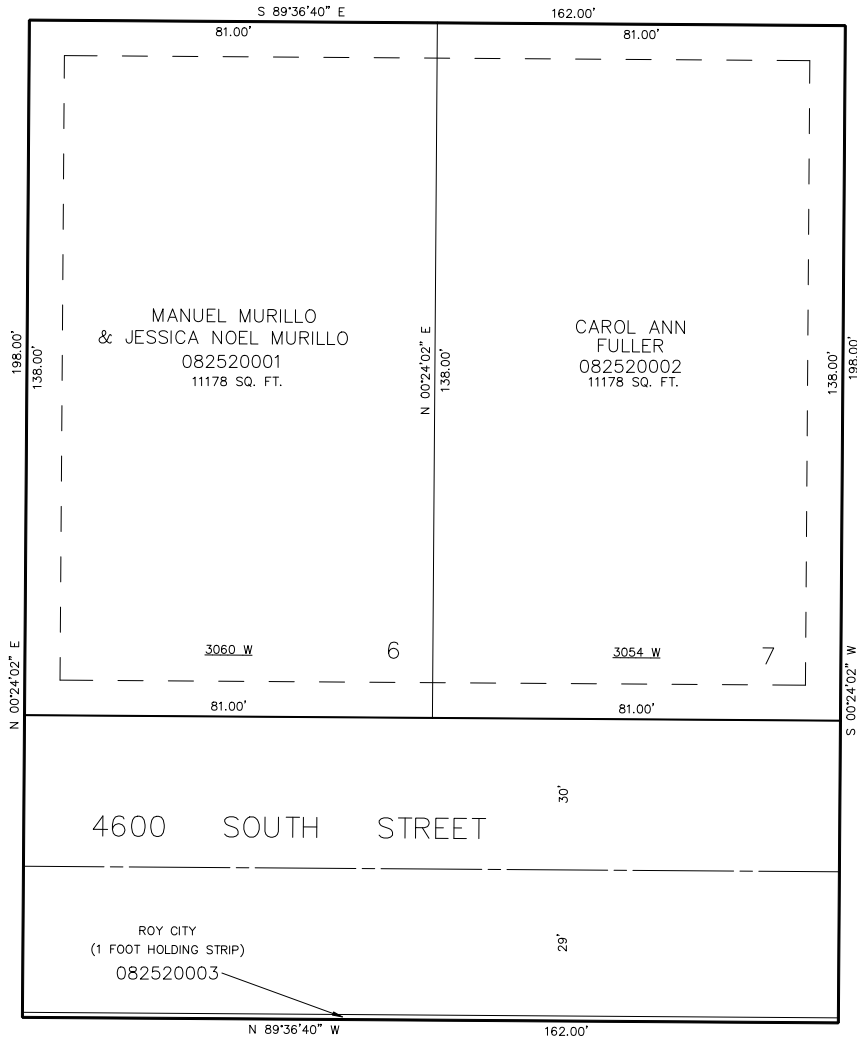 S 89°36'40" E
162.00'
81.00'
81.00'
MANUEL MURILLO
& JESSICA NOEL MURILLO
082520001
11178 SQ. FT.
CAROL ANN
FULLER
082520002
11178 SQ. FT.
198.00'
138.00'
N 00°24'02" E
138.00'
138.00'
198.00'
3060 W
6
3054 W
7
N 00°24'02" E
S 00°24'02" W
81.00'
81.00'
30'
4600 SOUTH STREET
29'
ROY CITY
(1 FOOT HOLDING STRIP)
082520003
N 89°36'40" W
162.00'